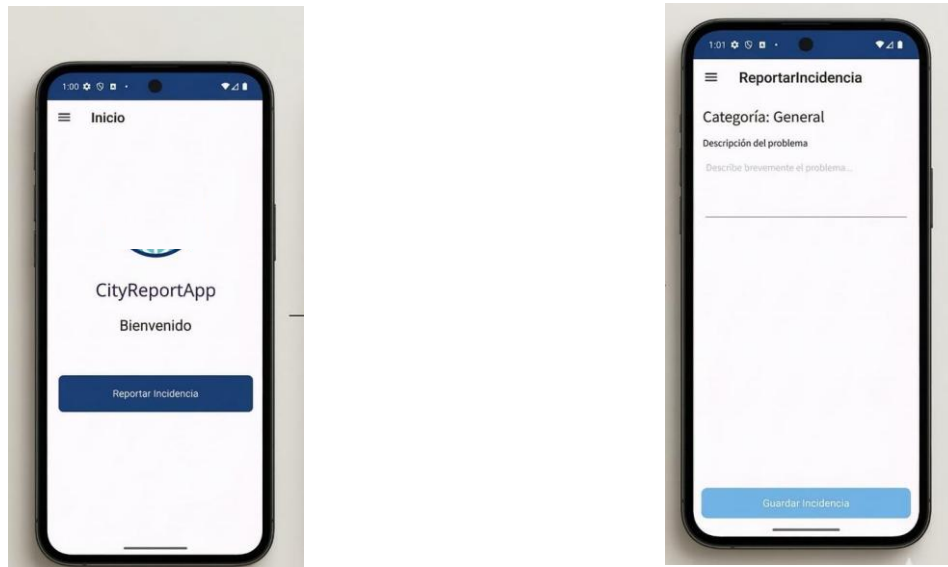 1:00
Inicio
CityReportApp
Bienvenido
Reportar Incidencia
1:01
ReportarIncidencia
Categoría: General
Descripción del problema
Describe brevemente el problema...
Guardar Incidencia